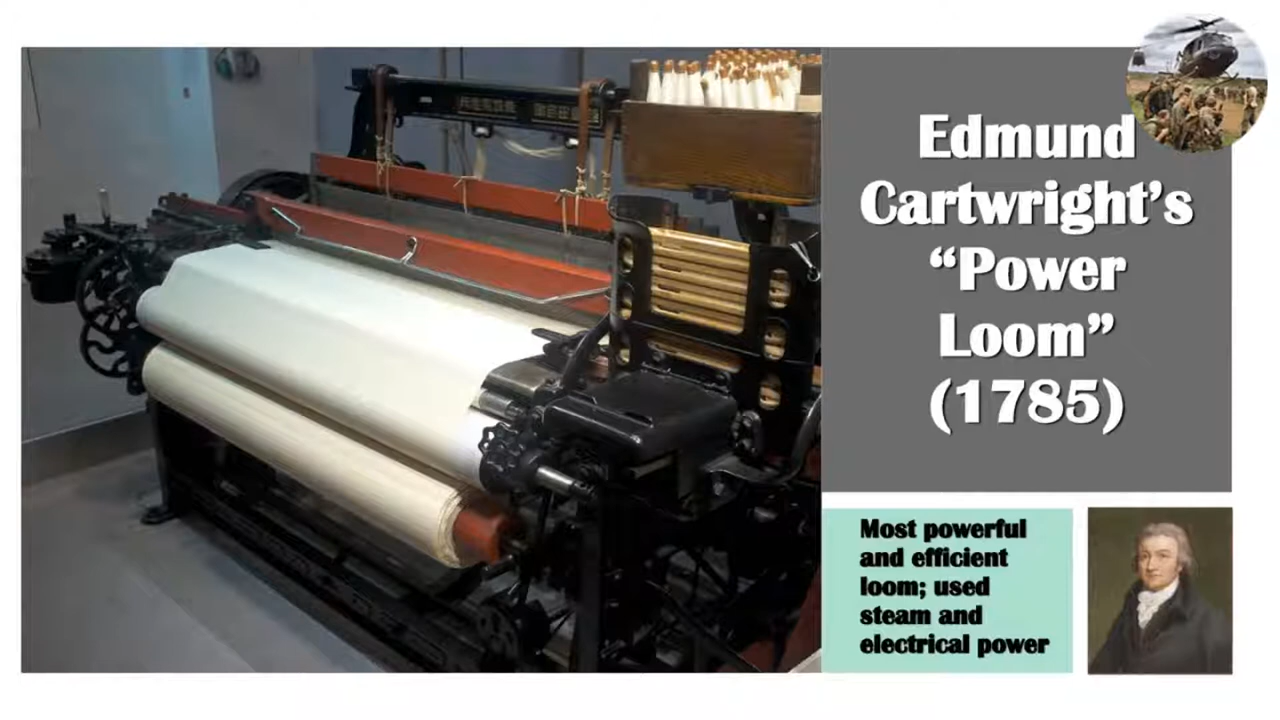 Edmund
Cartwright's
“Power
Loom”
(1785)
Most powerful
and efficient
loom; used
steam and
electrical power